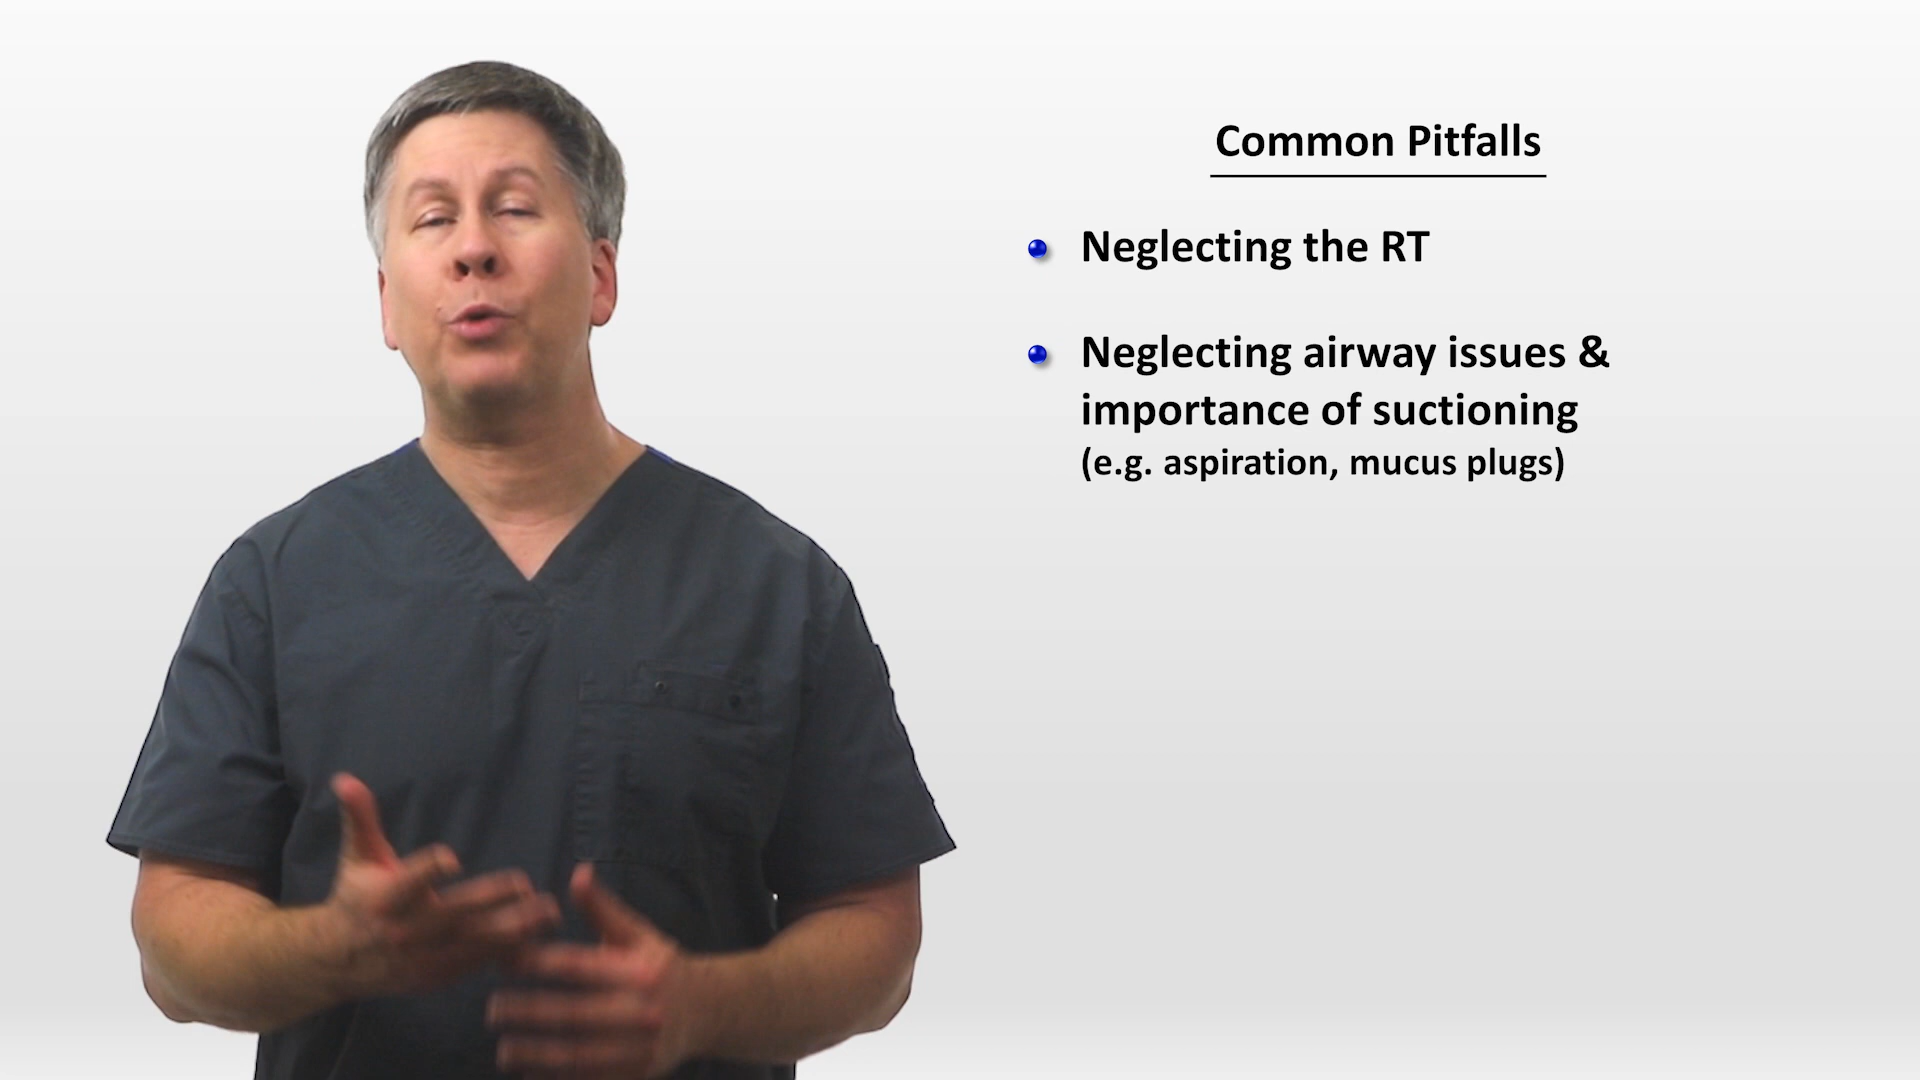 Common Pitfalls
Neglecting the RT
Neglecting airway issues &
importance of suctioning
(e.g. aspiration, mucus plugs)